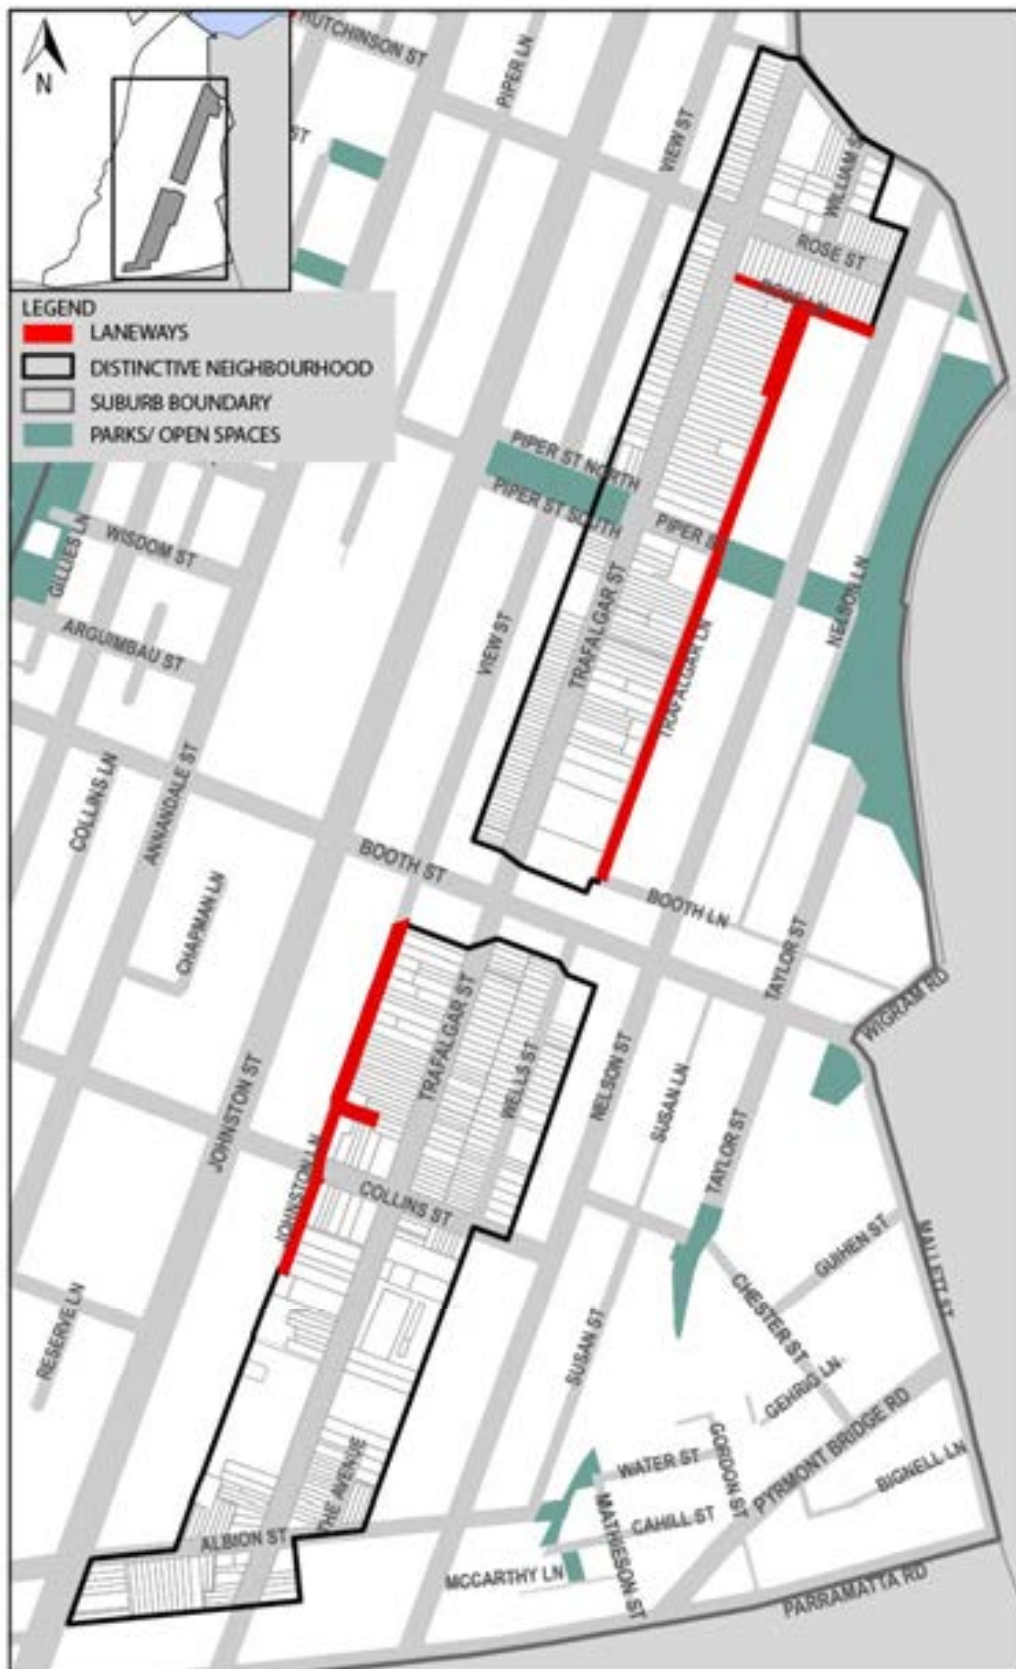 HUTCHINSON ST
PIPER LN
N
ST
VIEW ST
WILLIAM S
ROSE ST
LEGEND
LANEWAYS
DISTINCTIVE NEIGHBOURHOOD
SUBURB BOUNDARY
PARKS/ OPEN SPACES
PIPER ST NORTH
PIPER ST SOUTH
PIPER S
WISDOM ST
GILLIES LN
NELSON LN
ARGUIMBAU ST
VIEW ST
TRAFALGAR ST
TRAFALGAR LN
COLLINS LN
ANNANDALE ST
BOOTH ST
CHAPMAN LN
BOOTH LN
TAYLOR ST
WIGRAM RD
TRAFALGAR ST
WELLS ST
NELSON ST
SUSAN LN
JOHNSTON ST
TAYLOR ST
JOHNSTON LN
COLLINS ST
GUIHEN ST
MALLETT ST
RESERVE LN
CHESTER ST
SUSAN ST
GEHRIG LN
PYRMONT BRIDGE RD
GORDON ST
WATER ST
BIGNELL LN
THE AVENUE
MATHIESON ST
CAHILL ST
ALBION ST
MCCARTHY LN
PARRAMATTA RD